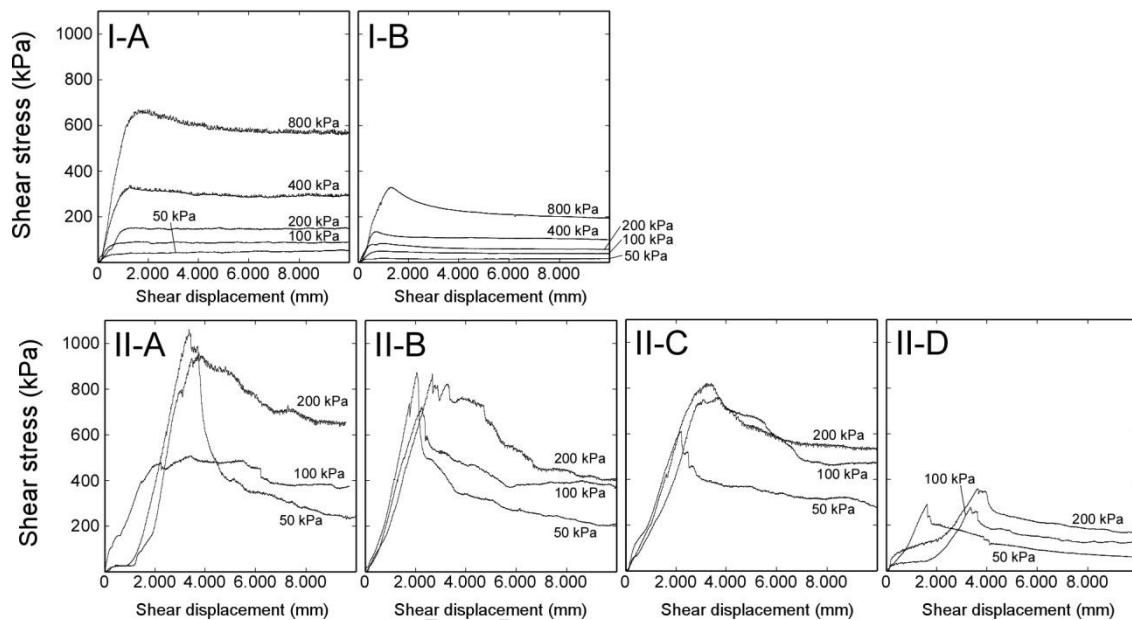 I-A
I-B
Shear stress (kPa)
1000
800
600
400
200
0
800 kPa
400 kPa
50 kPa
200 kPa
100 kPa
800 kPa
400 kPa
200 kPa
100 kPa
50 kPa
0 2.000 4.000 6.000 8.000
0 2.000 4.000 6.000 8.000
Shear displacement (mm)
Shear displacement (mm)
II-A
II-B
II-C
II-D
Shear stress (kPa)
1000
800
600
400
200
200 kPa
100 kPa
50 kPa
200 kPa
100 kPa
50 kPa
200 kPa
100 kPa
50 kPa
100 kPa
200 kPa
50 kPa
0 2.000 4.000 6.000 8.000
0 2.000 4.000 6.000 8.000
0 2.000 4.000 6.000 8.000
0 2.000 4.000 6.000 8.000
Shear displacement (mm)
Shear displacement (mm)
Shear displacement (mm)
Shear displacement (mm)